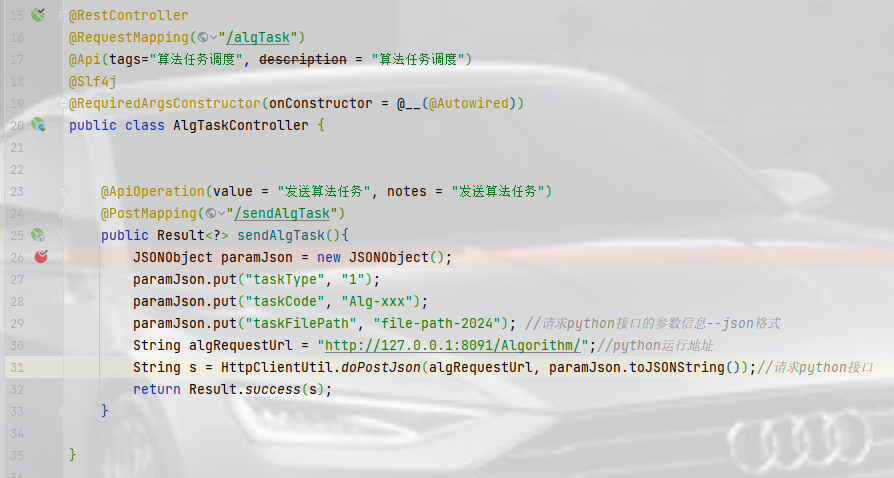 15 @RestController
16 @RequestMapping("/algTask")
17 @Api(tags="算法任务调度", description = "算法任务调度")
18 @Slf4j
19 @RequiredArgsConstructor(onConstructor = @__(@Autowired))
20 public class AlgTaskController {
21
22
23 @ApiOperation(value = "发送算法任务", notes = "发送算法任务")
24 @PostMapping("/sendAlgTask")
25 public Result<?> sendAlgTask(){
26 JSONObject paramJson = new JSONObject();
27 paramJson.put("taskType", "1");
28 paramJson.put("taskCode", "Alg-xxx");
29 paramJson.put("taskFilePath", "file-path-2024"); //请求python接口的参数信息--json格式
30 String algRequestUrl = "http://127.0.0.1:8091/Algorithm/";//python运行地址
31 String s = HttpClientUtil.doPostJson(algRequestUrl, paramJson.toJSONString());//请求python接口
32 return Result.success(s);
33 }
34
35 }
36